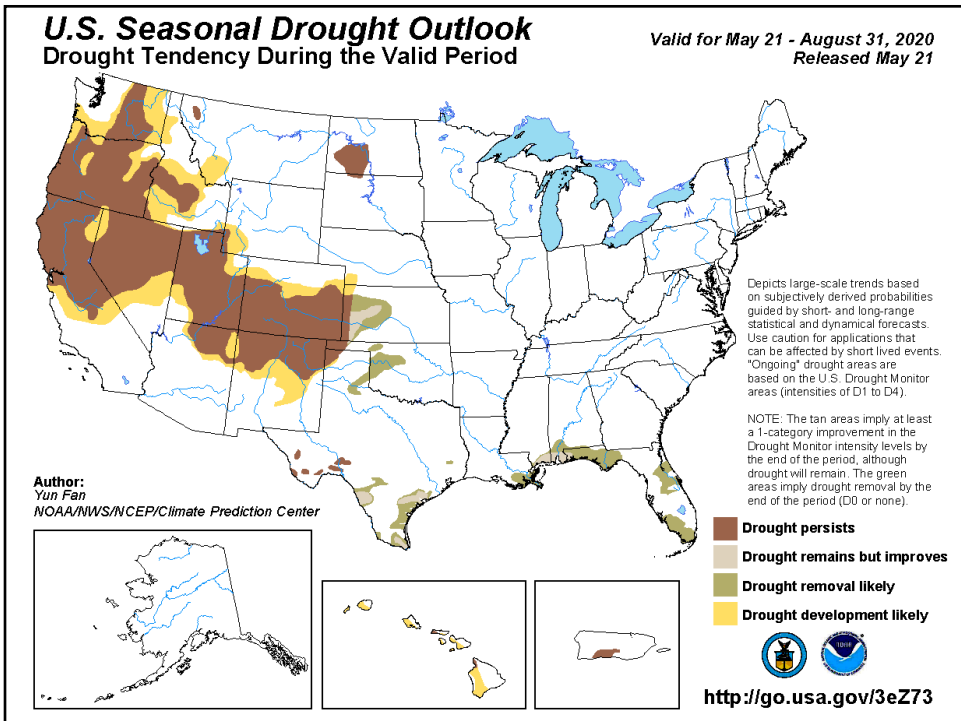 U.S. Seasonal Drought Outlook
Drought Tendency During the Valid Period
Valid for May 21 - August 31, 2020
Released May 21
Depicts large-scale trends based
on subjectively derived probabilities
guided by short- and long-range
statistical and dynamical forecasts.
Use caution for applications that
can be affected by short lived events.
"Ongoing" drought areas are
based on the U.S. Drought Monitor
areas (intensities of D1 to D4).
NOTE: The tan areas imply at least
a 1-category improvement in the
Drought Monitor intensity levels by
the end of the period, although
drought will remain. The green
areas imply drought removal by the
end of the period (D0 or none).
Author:
Yun Fan
NOAA/NWS/NCEP/Climate Prediction Center
Drought persists
Drought remains but improves
Drought removal likely
Drought development likely
http://go.usa.gov/3eZ73